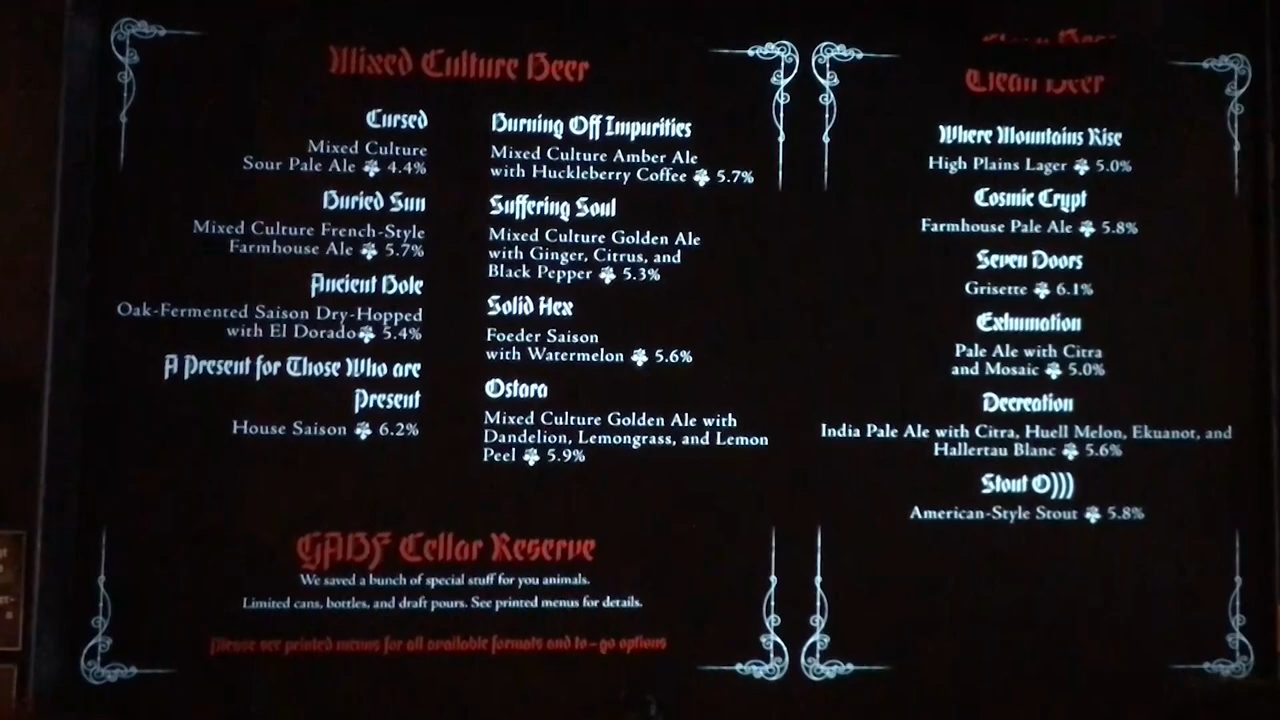 Mixed Culture Beer
Cursed
Mixed Culture
Sour Pale Ale 4.4%
Buried Sun
Mixed Culture French-Style
Farmhouse Ale 5.7%
Ancient Bole
Oak-Fermented Saison Dry-Hopped
with El Dorado 5.4%
A Present for Those Who are
Present
House Saison 6.2%
Burning Off Impurities
Mixed Culture Amber Ale
with Huckleberry Coffee 5.7%
Suffering Soul
Mixed Culture Golden Ale
with Ginger, Citrus, and
Black Pepper 5.3%
Solid Hex
Foeder Saison
with Watermelon 5.6%
Ostara
Mixed Culture Golden Ale with
Dandelion, Lemongrass, and Lemon
Peel 5.9%
GABF Cellar Reserve
We saved a bunch of special stuff for you animals.
Limited cans, bottles, and draft pours. See printed menus for details.
Please see printed menus for all available formats and to-go options
Clean Beer
Where Mountains Rise
High Plains Lager 5.0%
Cosmic Crypt
Farmhouse Pale Ale 5.8%
Seven Doors
Grisette 6.1%
Exhumation
Pale Ale with Citra
and Mosaic 5.0%
Decreation
India Pale Ale with Citra, Huell Melon, Ekuanot, and
Hallertau Blanc 5.6%
Stout O)))
American-Style Stout 5.8%